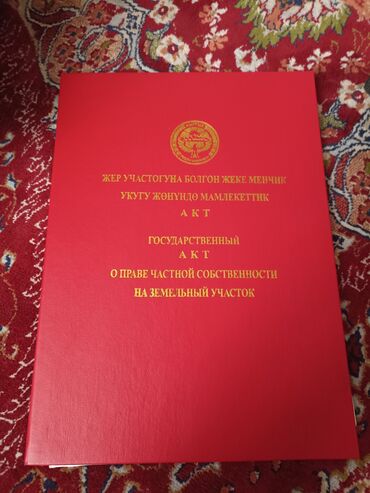 ЖЕР УЧАСТОГУНА БОЛГОН ЖЕКЕ МЕНЧИК
УКУГУ ЖӨНҮНДӨ МАМЛЕКЕТТИК
АКТ
ГОСУДАРСТВЕННЫЙ
АКТ
О ПРАВЕ ЧАСТНОЙ СОБСТВЕННОСТИ
НА ЗЕМЕЛЬНЫЙ УЧАСТОК